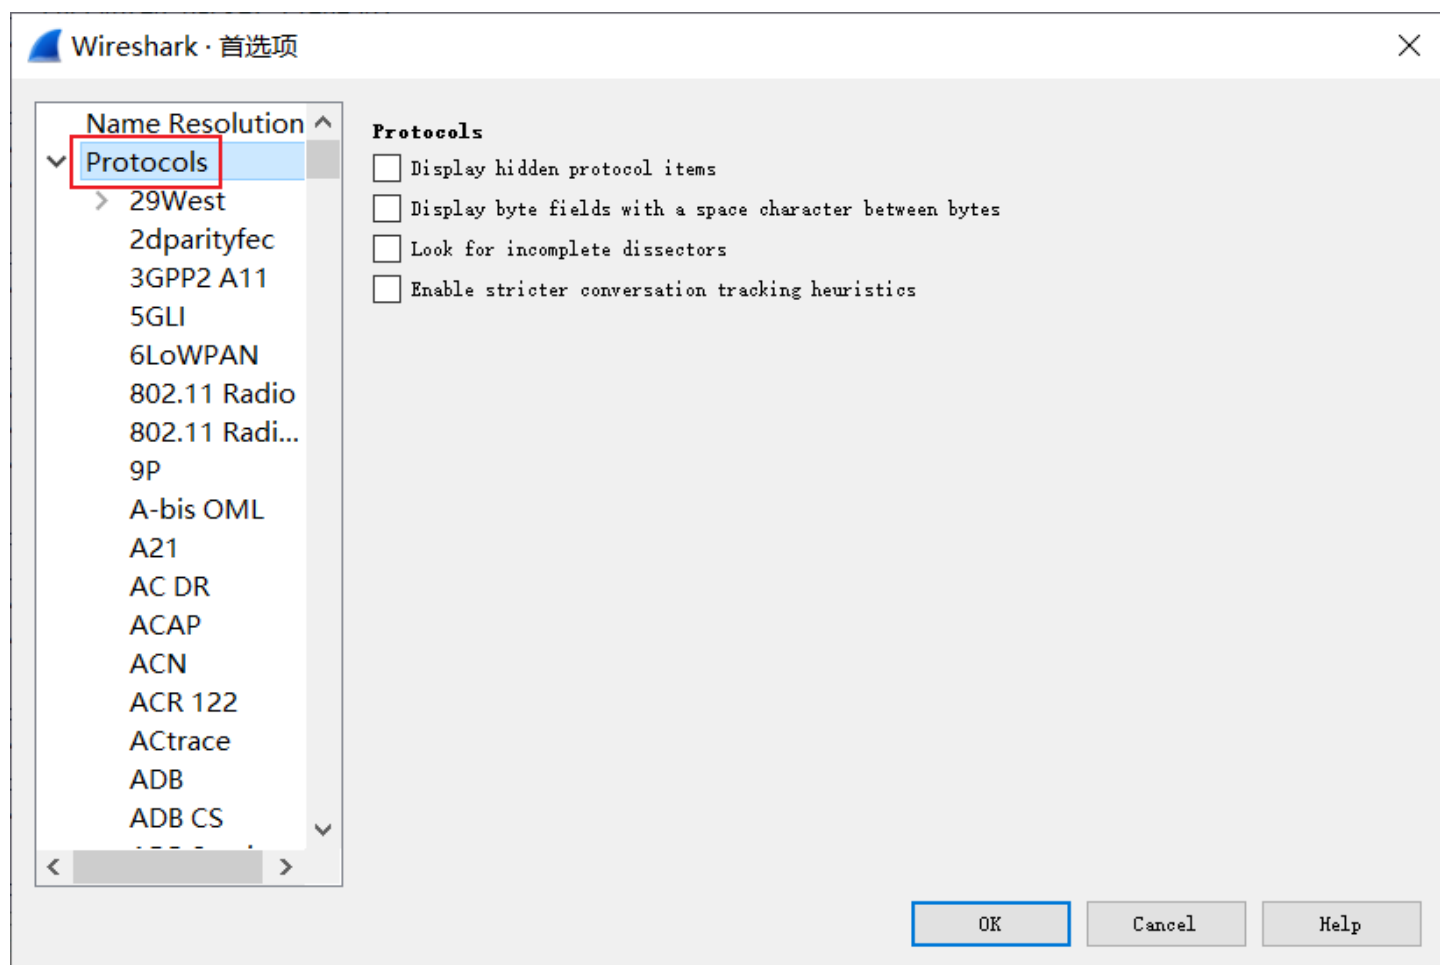 Wireshark · 首选项
Name Resolution
Protocols
29West
2dparityfec
3GPP2 A11
5GLI
6LoWPAN
802.11 Radio
802.11 Radi...
9P
A-bis OML
A21
AC DR
ACAP
ACN
ACR 122
ACtrace
ADB
ADB CS
Protocols
Display hidden protocol items
Display byte fields with a space character between bytes
Look for incomplete dissectors
Enable stricter conversation tracking heuristics
OK
Cancel
Help